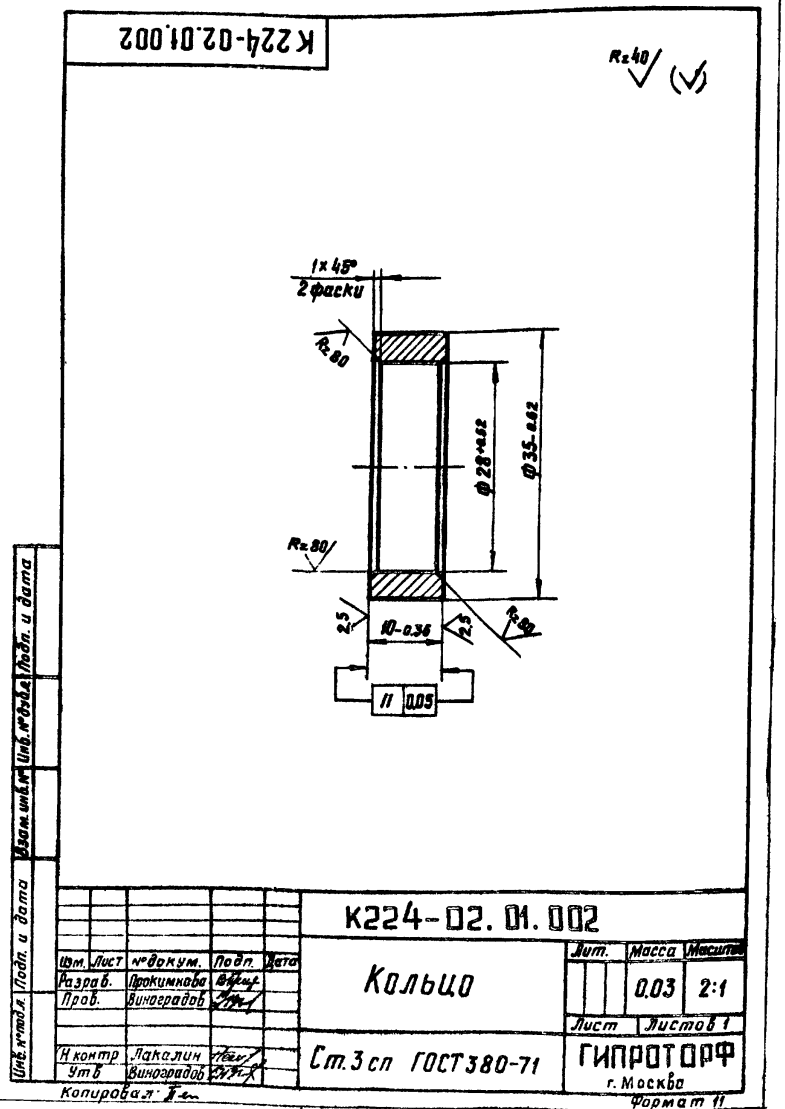 К224-02.01.002
Rz40
1×45°
2 фаски
Rz80
ф28+0.62
ф35-0.62
Rz80
2,5
10-0.36
2,5
Rz80
// 0,05
Подп. и дата
Инв.№дубл.
Взам.инв.№
Подп. и дата
Инв.№подл.
К224-02.01.002
Изм. Лист №докум. Подп. Дата
Разраб.
Пров. Виноградов
Н контр Лакалин
Утв Виноградов
Кольцо
Лит. Масса Масштаб
0.03 2:1
Лист Листов 1
Ст.3сп ГОСТ380-71
ГИПРОТОРФ
г.Москва
Копировал:
Формат 11